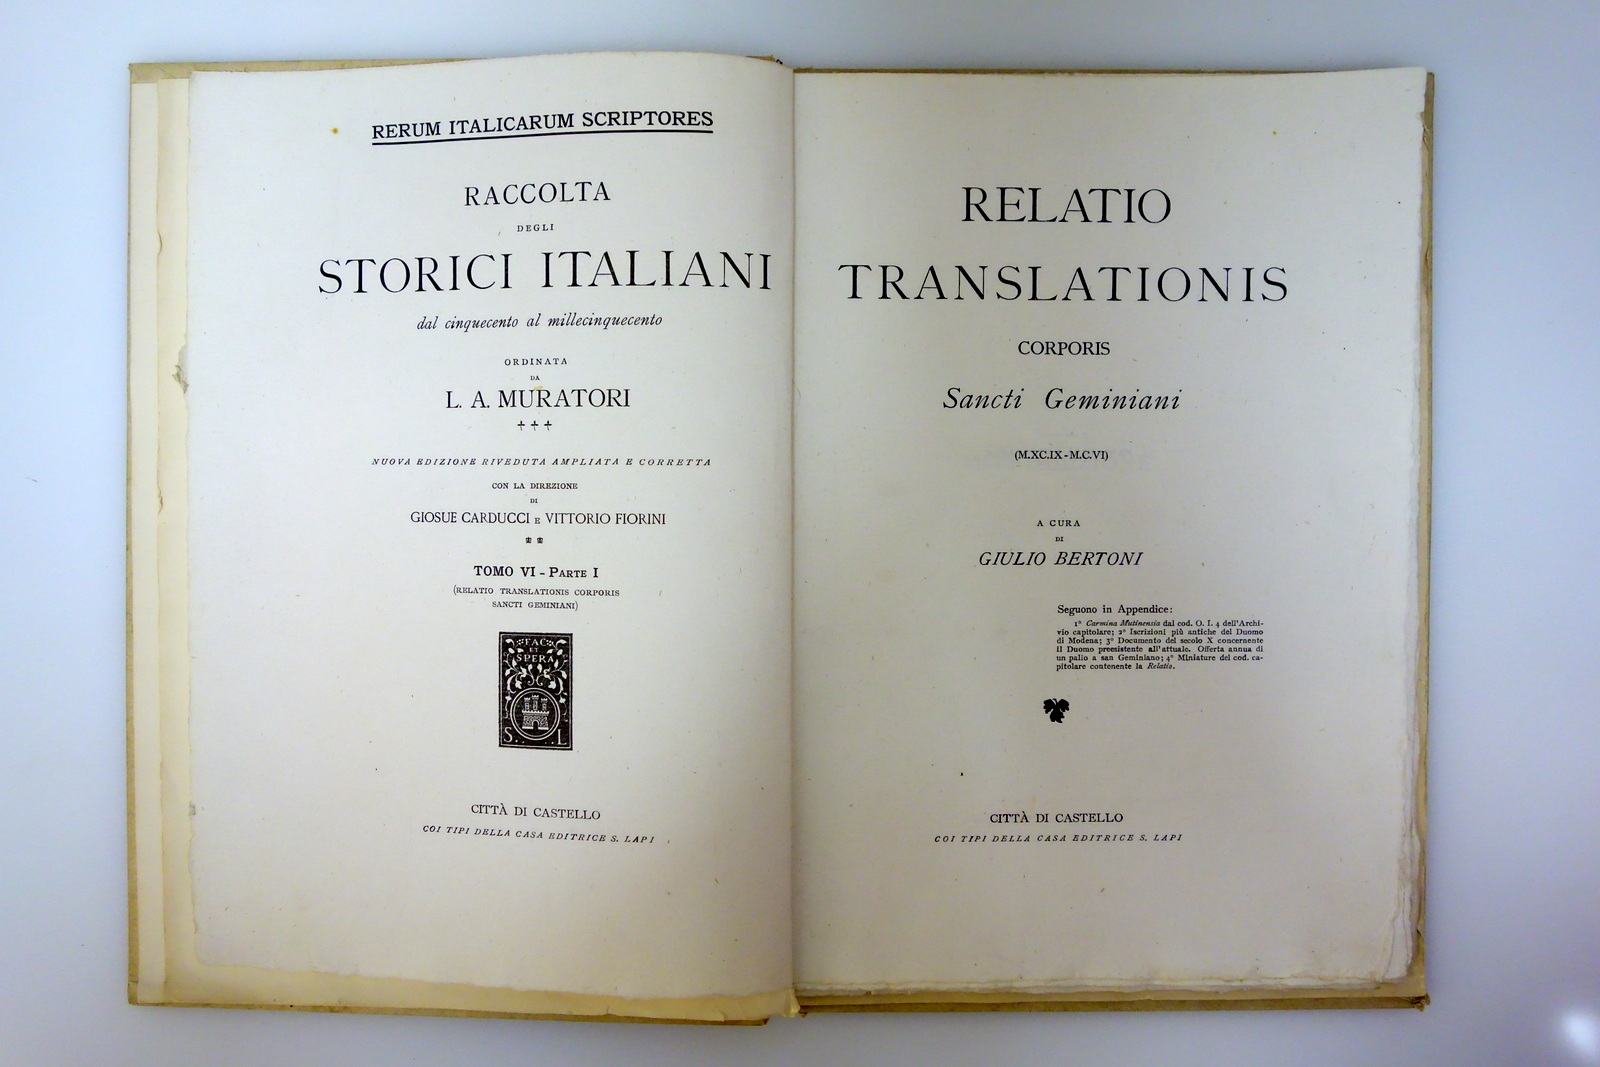 RERUM ITALICARUM SCRIPTORES
RACCOLTA
DEGLI
STORICI ITALIANI
dal cinquecento al millecinquecento
ORDINATA
DA
L. A. MURATORI
NUOVA EDIZIONE RIVEDUTA AMPLIATA E CORRETTA
CON LA DIREZIONE
DI
GIOSUE CARDUCCI E VITTORIO FIORINI
TOMO VI - PARTE I
(RELATIO TRANSLATIONIS CORPORIS
SANCTI GEMINIANI)
FAC
ET
SPERA
S. L
CITTÀ DI CASTELLO
COI TIPI DELLA CASA EDITRICE S. LAPI
RELATIO
TRANSLATIONIS
CORPORIS
Sancti Geminiani
(M.XC.IX - M.C.VI)
A CURA
DI
GIULIO BERTONI
Seguono in Appendice:
1° Carmina Mutinensia dal cod. O. I. 4 dell'Archi-
vio capitolare; 2° Iscrizioni più antiche del Duomo
di Modena; 3° Documento del secolo X concernente
il Duomo preesistente all'attuale. Offerta annua di
un palio a san Geminiano; 4° Miniature del cod. ca-
pitolare contenente la Relatio.
CITTÀ DI CASTELLO
COI TIPI DELLA CASA EDITRICE S. LAPI